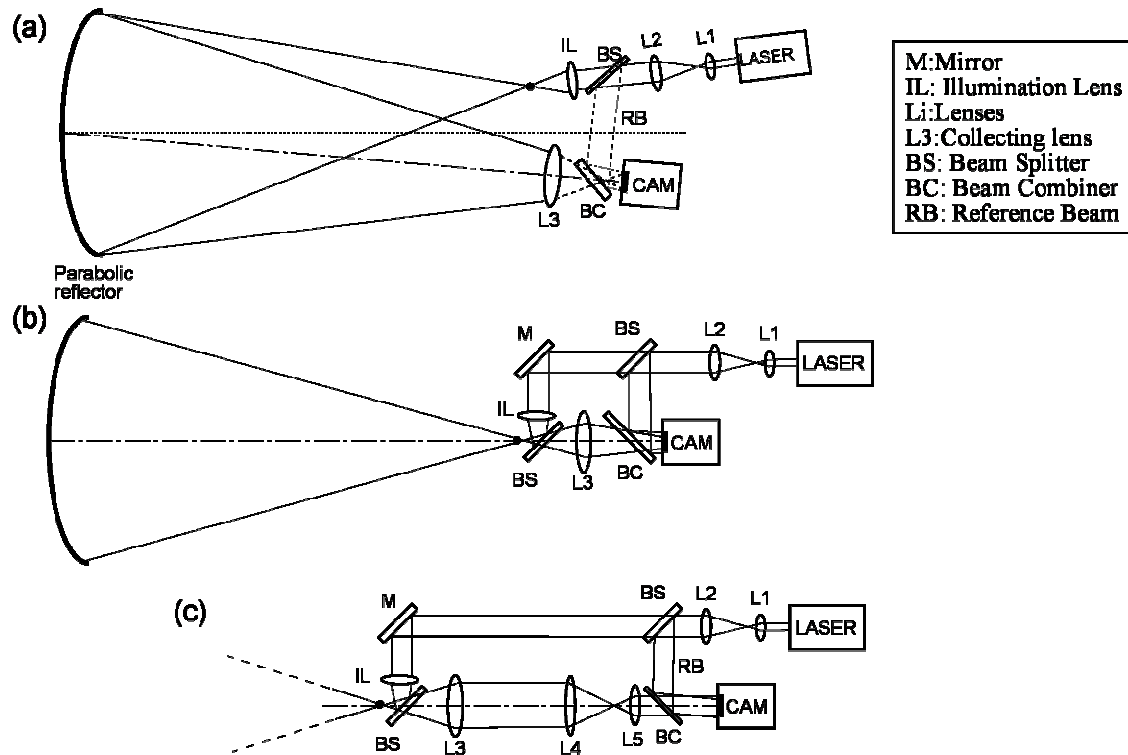 (a)
IL
BS
L2
L1
LASER
RB
L3
BC
CAM
Parabolic
reflector
M:Mirror
IL: Illumination Lens
Li:Lenses
L3:Collecting lens
BS: Beam Splitter
BC: Beam Combiner
RB: Reference Beam
(b)
M
BS
L2
L1
LASER
IL
BS
L3
BC
CAM
(c)
M
BS
L2
L1
LASER
IL
RB
BS
L3
L4
L5
BC
CAM